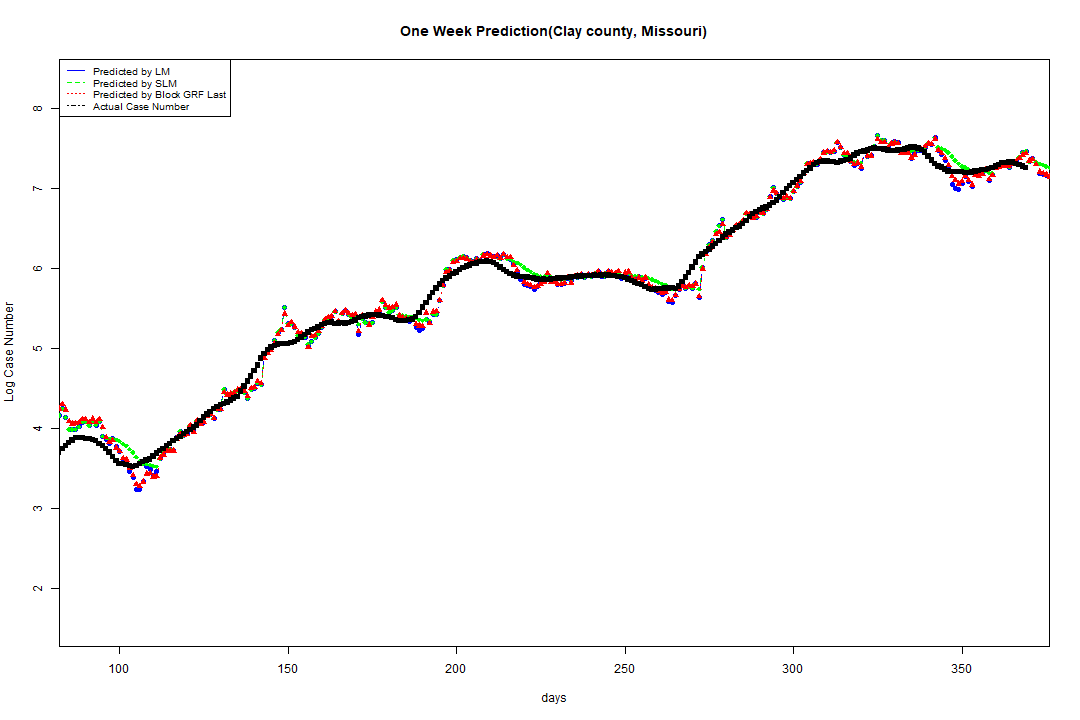 One Week Prediction(Clay county, Missouri)
Predicted by LM
Predicted by SLM
Predicted by Block GRF Last
Actual Case Number
8
7
6
5
4
3
2
Log Case Number
100 150 200 250 300 350
days